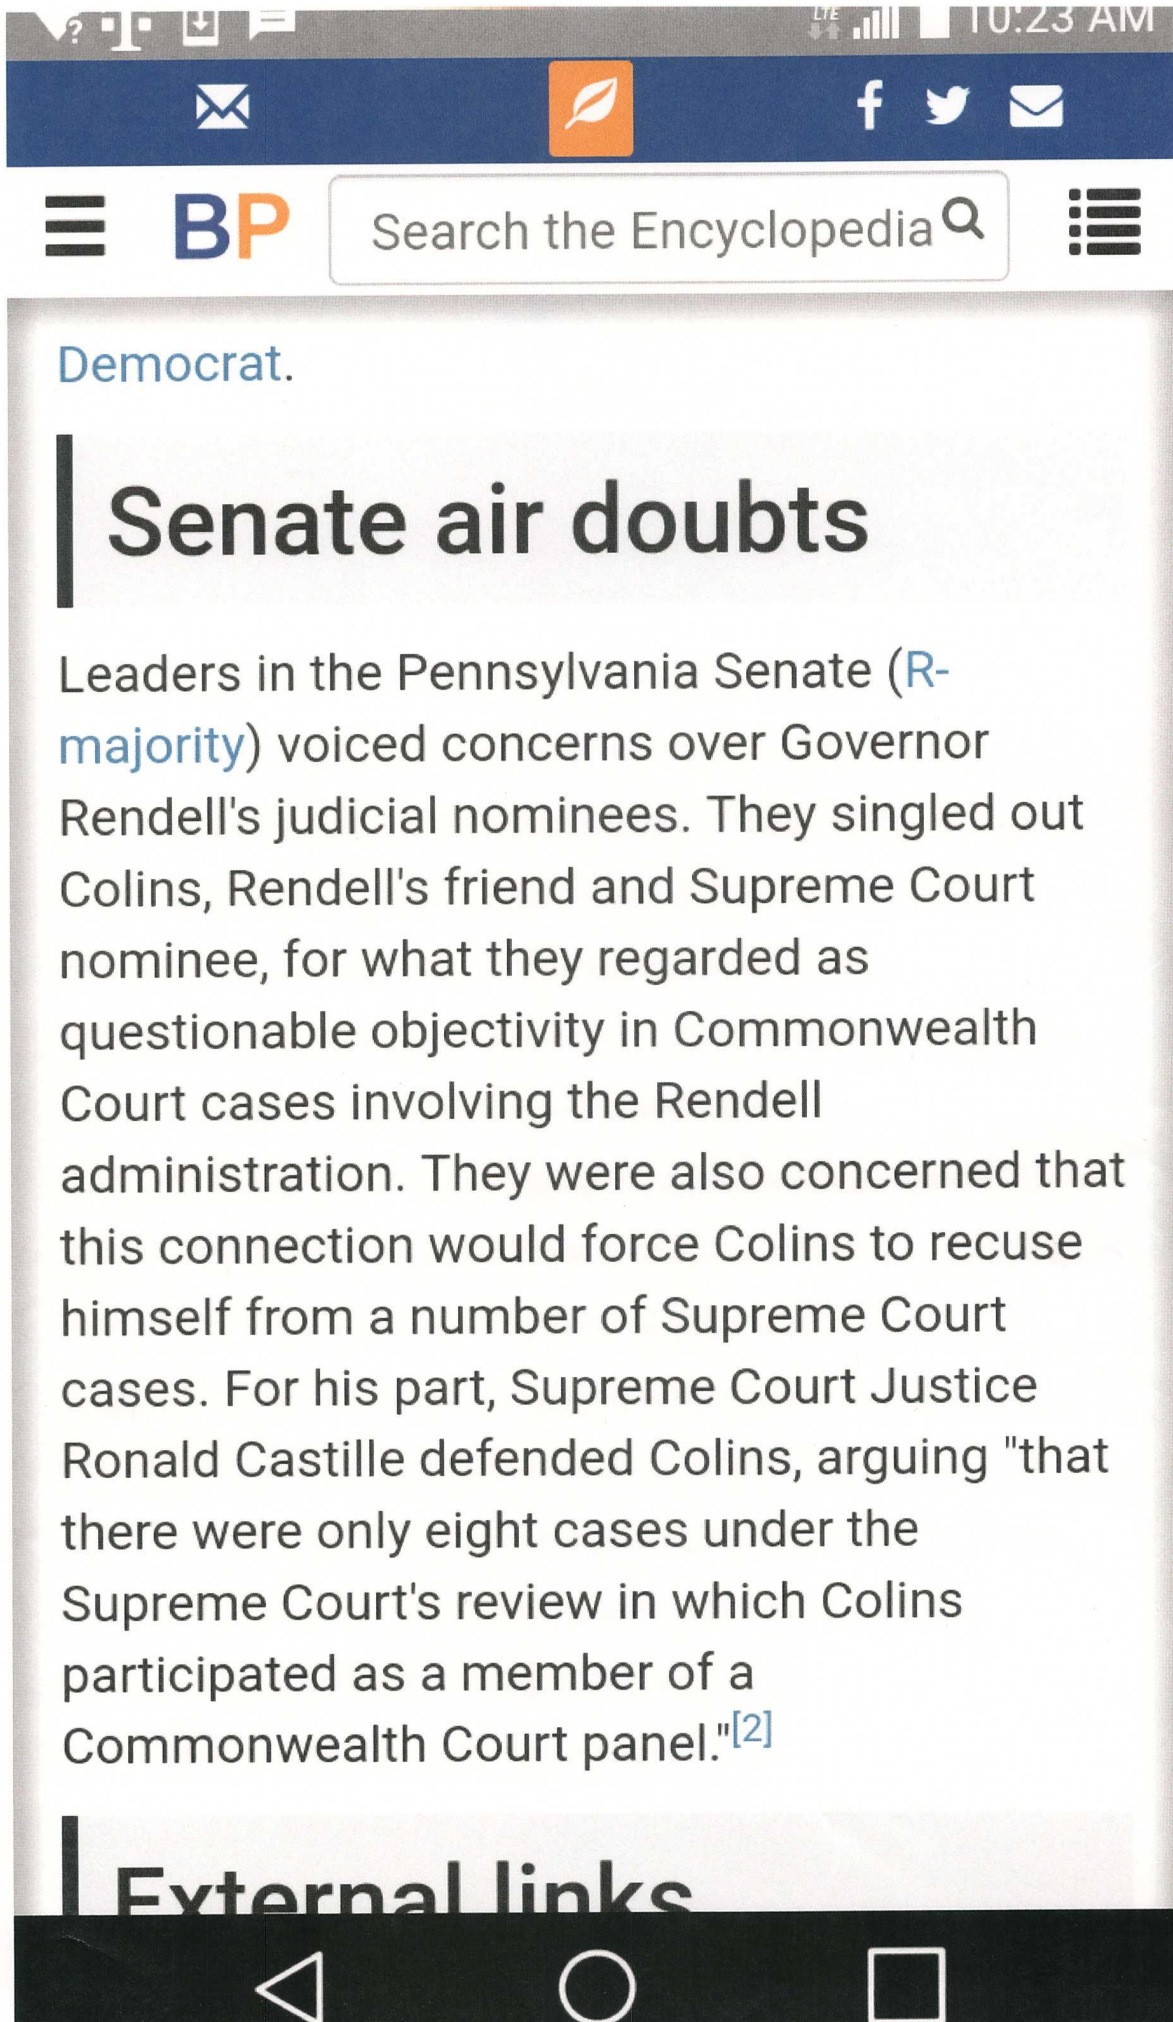 LTE 10:23 AM
BP Search the Encyclopedia
Democrat.
Senate air doubts
Leaders in the Pennsylvania Senate (R-
majority) voiced concerns over Governor
Rendell's judicial nominees. They singled out
Colins, Rendell's friend and Supreme Court
nominee, for what they regarded as
questionable objectivity in Commonwealth
Court cases involving the Rendell
administration. They were also concerned that
this connection would force Colins to recuse
himself from a number of Supreme Court
cases. For his part, Supreme Court Justice
Ronald Castille defended Colins, arguing "that
there were only eight cases under the
Supreme Court's review in which Colins
participated as a member of a
Commonwealth Court panel."[2]
External links